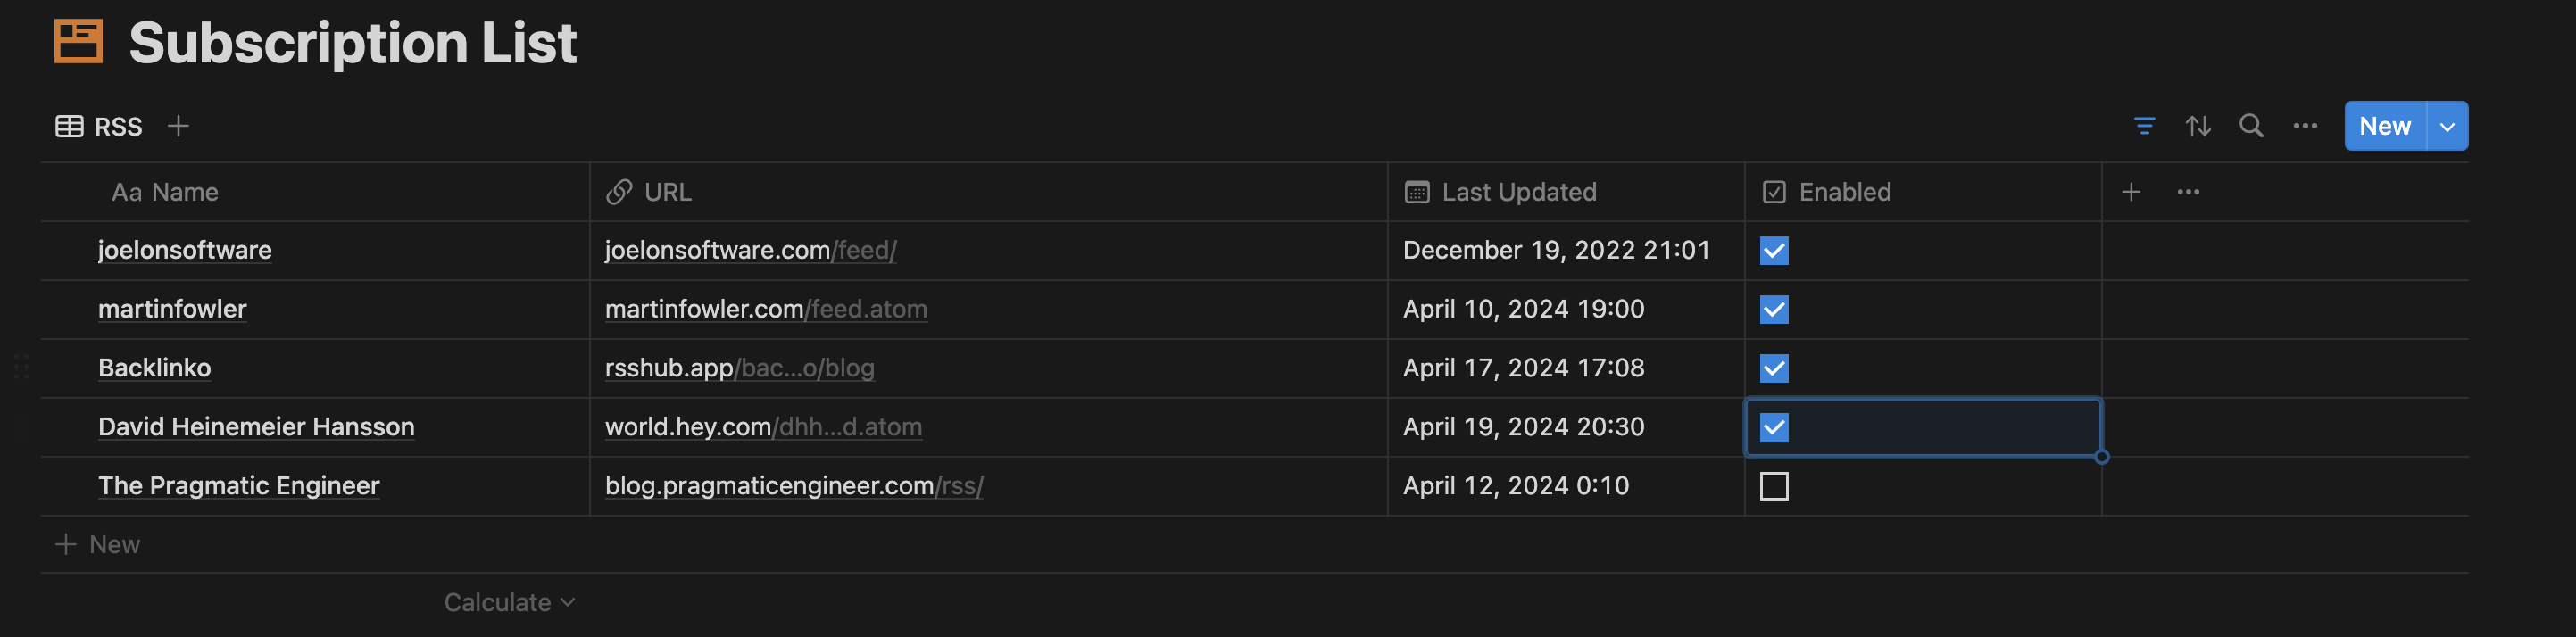 Subscription List
RSS
New
Aa Name URL Last Updated Enabled
joelonsoftware joelonsoftware.com/feed/ December 19, 2022 21:01
martinfowler martinfowler.com/feed.atom April 10, 2024 19:00
Backlinko rsshub.app/bac...o/blog April 17, 2024 17:08
David Heinemeier Hansson world.hey.com/dhh...d.atom April 19, 2024 20:30
The Pragmatic Engineer blog.pragmaticengineer.com/rss/ April 12, 2024 0:10
+ New
Calculate